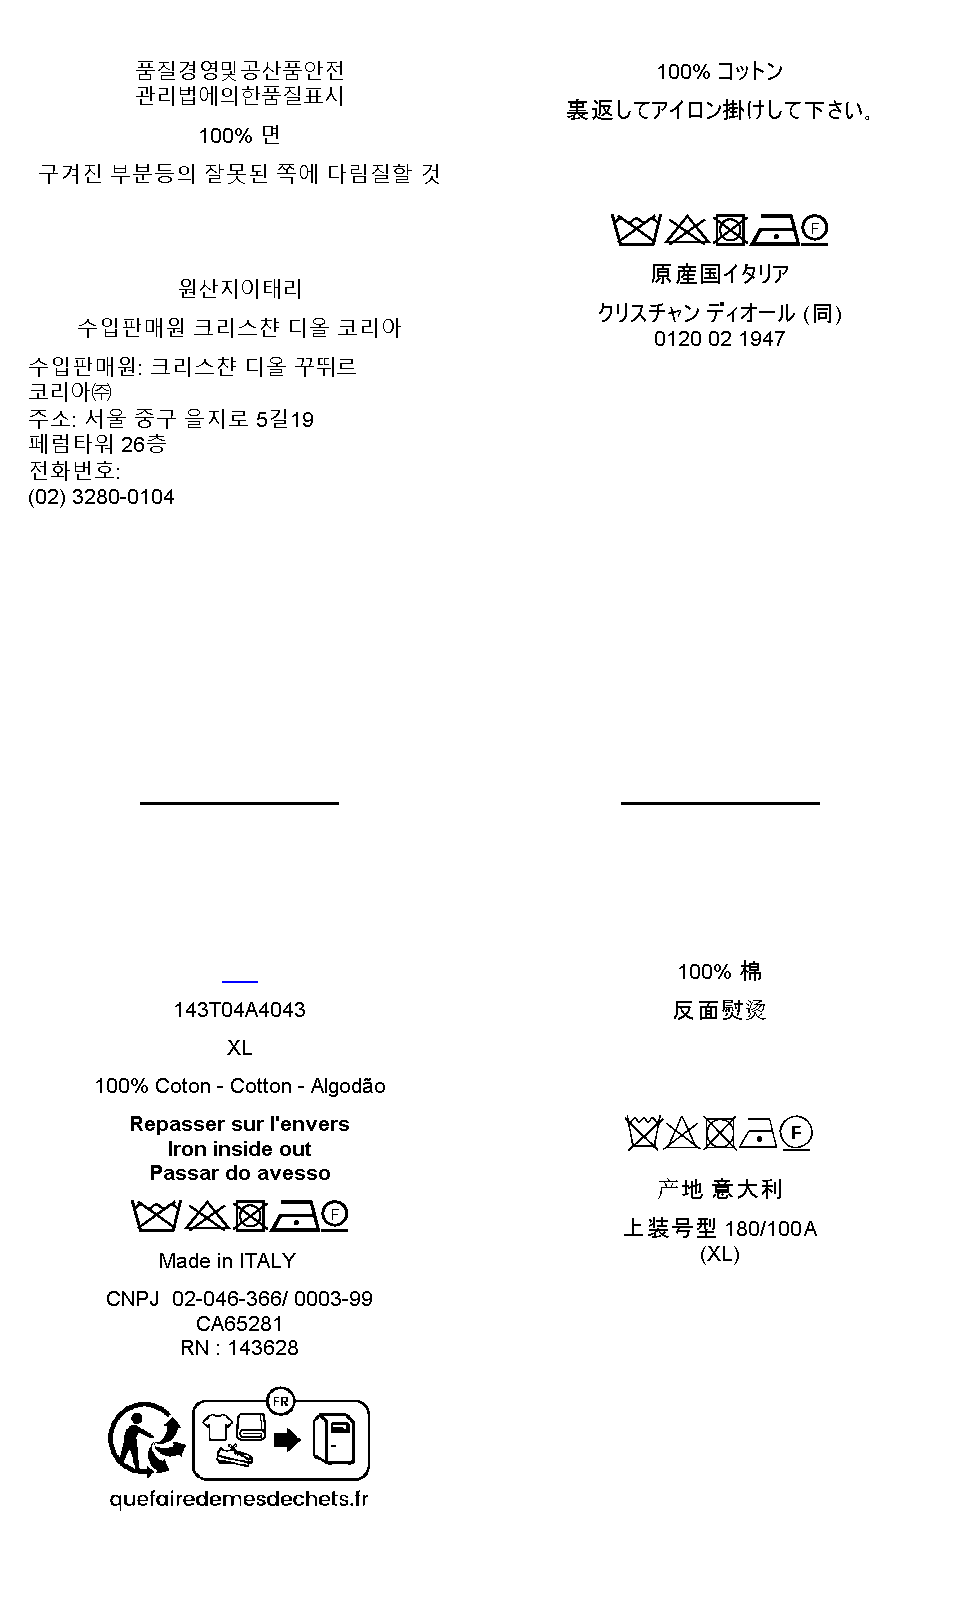 품질경영및공산품안전
관리법에의한품질표시
100% 면
구겨진 부분등의 잘못된 쪽에 다림질할 것
원산지이태리
수입판매원 크리스챤 디올 코리아
수입판매원: 크리스챤 디올 꾸뛰르
코리아㈜
주소: 서울 중구 을지로 5길19
페럼타워 26층
전화번호:
(02) 3280-0104
100% コットン
裏返してアイロン掛けして下さい。
F
原産国イタリア
クリスチャン ディオール (同)
0120 02 1947
143T04A4043
XL
100% Coton - Cotton - Algodão
Repasser sur l'envers
Iron inside out
Passar do avesso
F
Made in ITALY
CNPJ 02-046-366/ 0003-99
CA65281
RN : 143628
FR
quefairedemesdechets.fr
100% 棉
反面熨烫
F
产地 意大利
上装号型 180/100A
(XL)